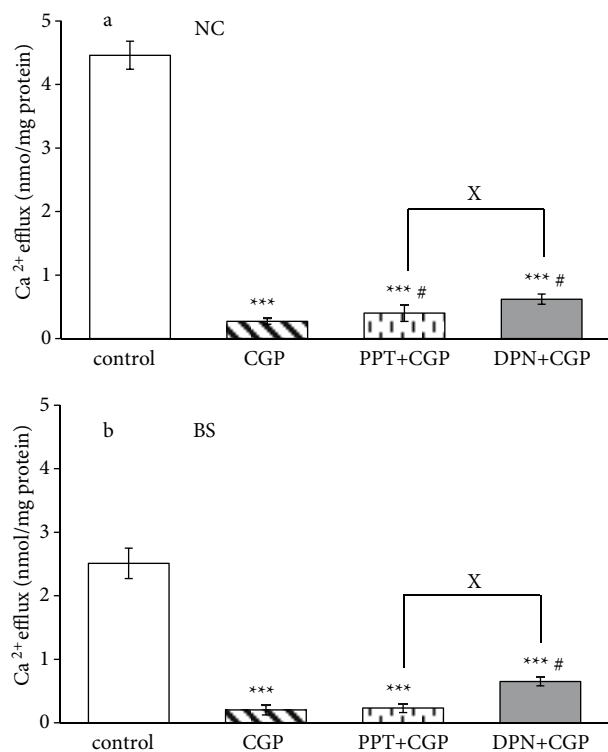 a NC
5
4
3
2
1
0
Ca 2+ efflux (nmo/mg protein)
X
***
*** #
*** #
control CGP PPT+CGP DPN+CGP
b BS
5
4
3
2
1
0
Ca 2+ efflux (nmol/mg protein)
X
***
***
*** #
control CGP PPT+CGP DPN+CGP